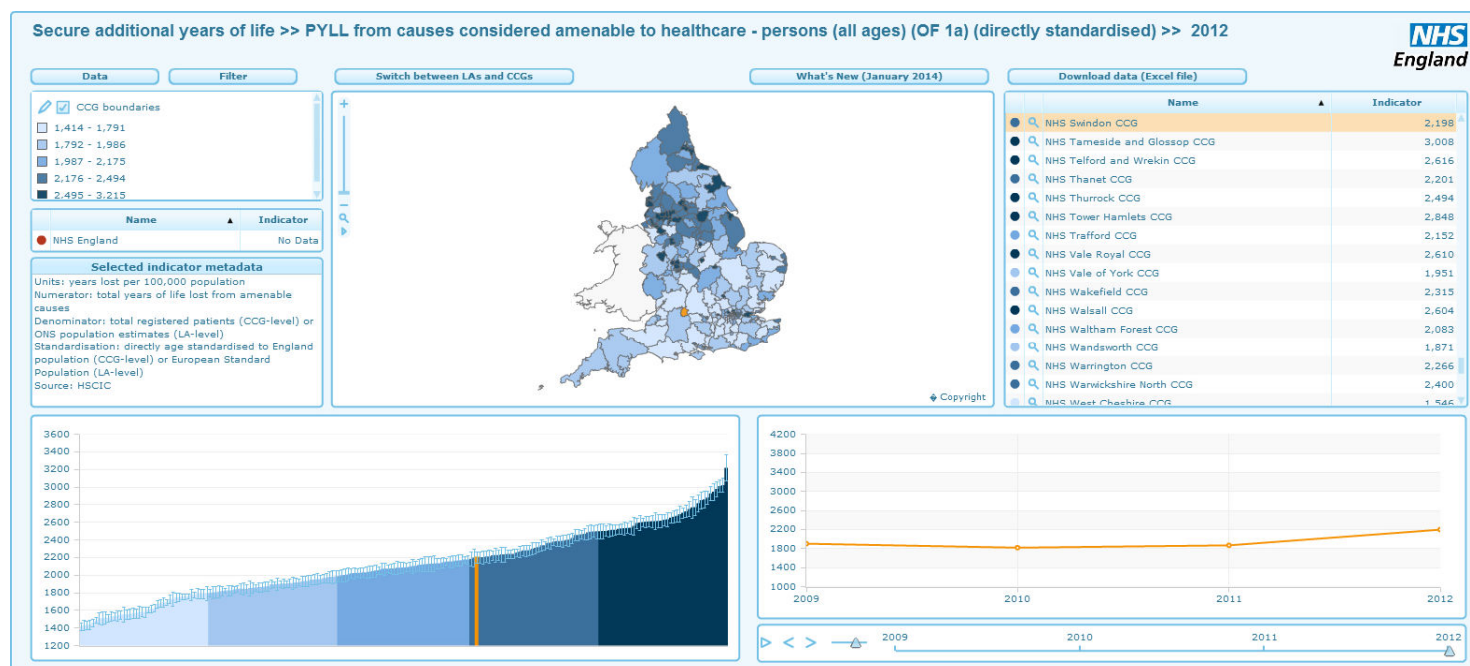 Secure additional years of life >> PYLL from causes considered amenable to healthcare - persons (all ages) (OF 1a) (directly standardised) >> 2012
NHS
England
Data
Filter
Switch between LAs and CCGs
What's New (January 2014)
Download data (Excel file)
CCG boundaries
1,414 - 1,791
1,792 - 1,986
1,987 - 2,175
2,176 - 2,494
2,495 - 3,215
Name ▲ Indicator
NHS England No Data
Selected indicator metadata
Units: years lost per 100,000 population
Numerator: total years of life lost from amenable
causes
Denominator: total registered patients (CCG-level) or
ONS population estimates (LA-level)
Standardisation: directly age standardised to England
population (CCG-level) or European Standard
Population (LA-level)
Source: HSCIC
+
−
Copyright
Name ▲ Indicator
NHS Swindon CCG 2,198
NHS Tameside and Glossop CCG 3,008
NHS Telford and Wrekin CCG 2,616
NHS Thanet CCG 2,201
NHS Thurrock CCG 2,494
NHS Tower Hamlets CCG 2,848
NHS Trafford CCG 2,152
NHS Vale Royal CCG 2,610
NHS Vale of York CCG 1,951
NHS Wakefield CCG 2,315
NHS Walsall CCG 2,604
NHS Waltham Forest CCG 2,083
NHS Wandsworth CCG 1,871
NHS Warrington CCG 2,266
NHS Warwickshire North CCG 2,400
NHS West Cheshire CCG 1,546
3600
3400
3200
3000
2800
2600
2400
2200
2000
1800
1600
1400
1200
4200
3800
3400
3000
2600
2200
1800
1400
1000
2009 2010 2011 2012
2009 2010 2011 2012